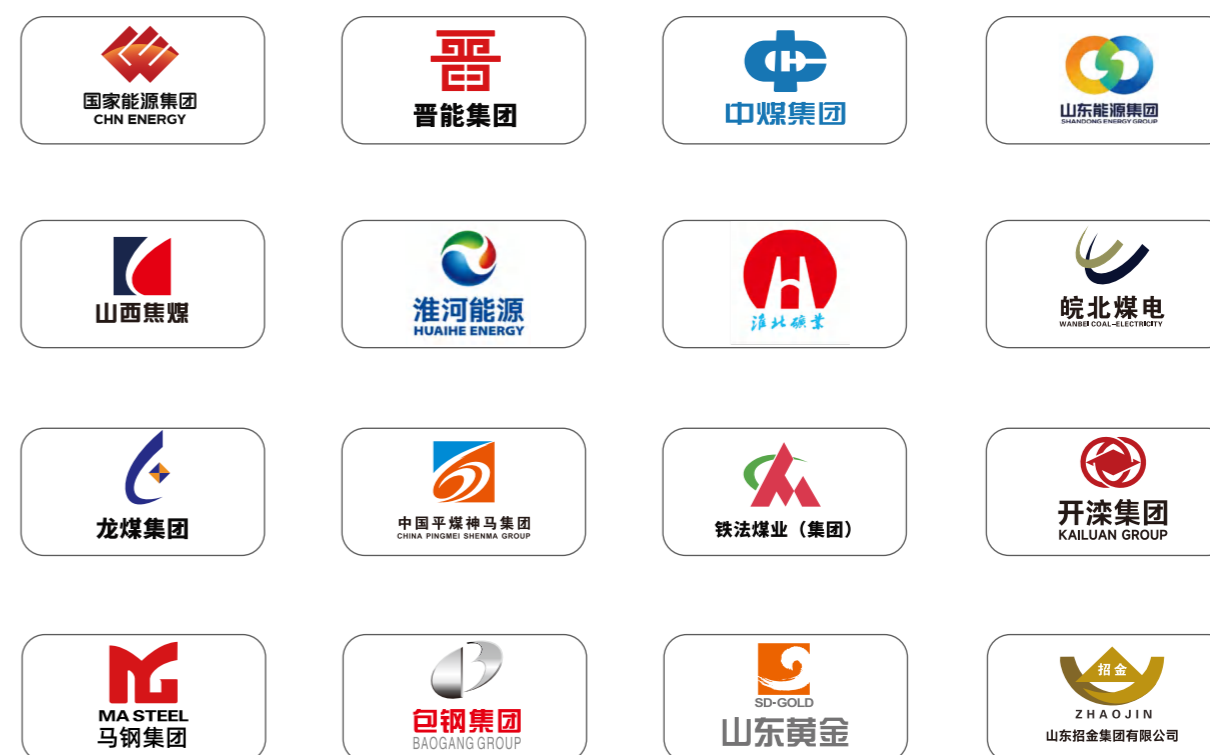 国家能源集团
CHN ENERGY
晋能集团
中煤集团
山东能源集团
SHANDONG ENERGY GROUP
山西焦煤
淮河能源
HUAIHE ENERGY
淮北礦業
皖北煤电
WANBEI COAL-ELECTRICITY
龙煤集团
中国平煤神马集团
CHINA PINGMEI SHENMA GROUP
铁法煤业（集团）
开滦集团
KAILUAN GROUP
MA STEEL
马钢集团
包钢集团
BAOGANG GROUP
SD-GOLD
山东黄金
招金
ZHAOJIN
山东招金集团有限公司